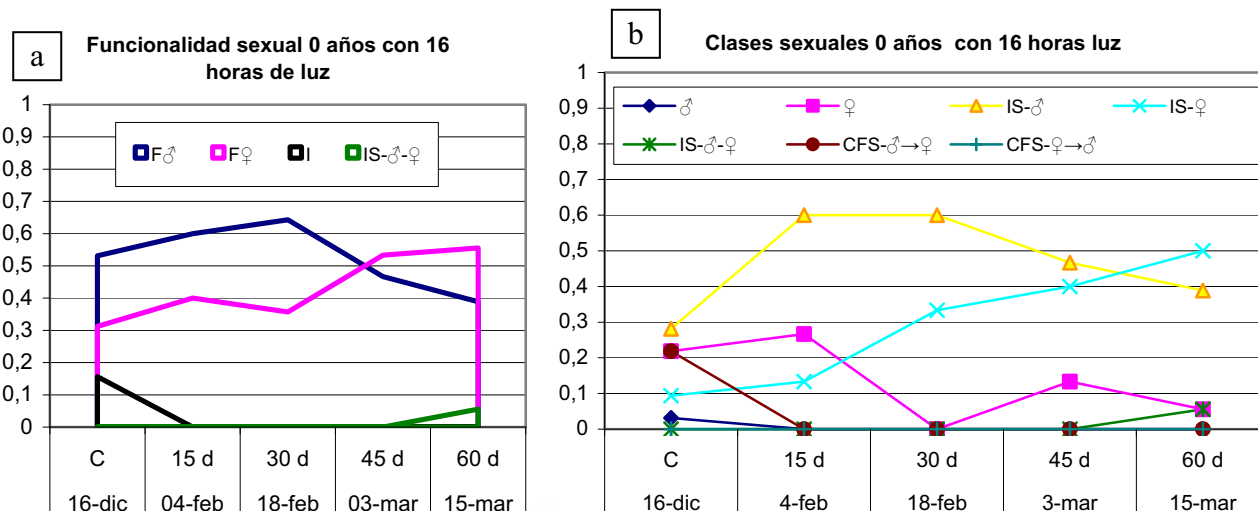 a
Funcionalidad sexual 0 años con 16
horas de luz
1
0,9
0,8
0,7
0,6
0,5
0,4
0,3
0,2
0,1
0
F♂ F♀ I IS-♂-♀
C 15 d 30 d 45 d 60 d
16-dic 04-feb 18-feb 03-mar 15-mar
b
Clases sexuales 0 años con 16 horas luz
1
0,9
0,8
0,7
0,6
0,5
0,4
0,3
0,2
0,1
0
♂ ♀ IS-♂ IS-♀
IS-♂-♀ CFS-♂→♀ CFS-♀→♂
C 15 d 30 d 45 d 60 d
16-dic 4-feb 18-feb 3-mar 15-mar